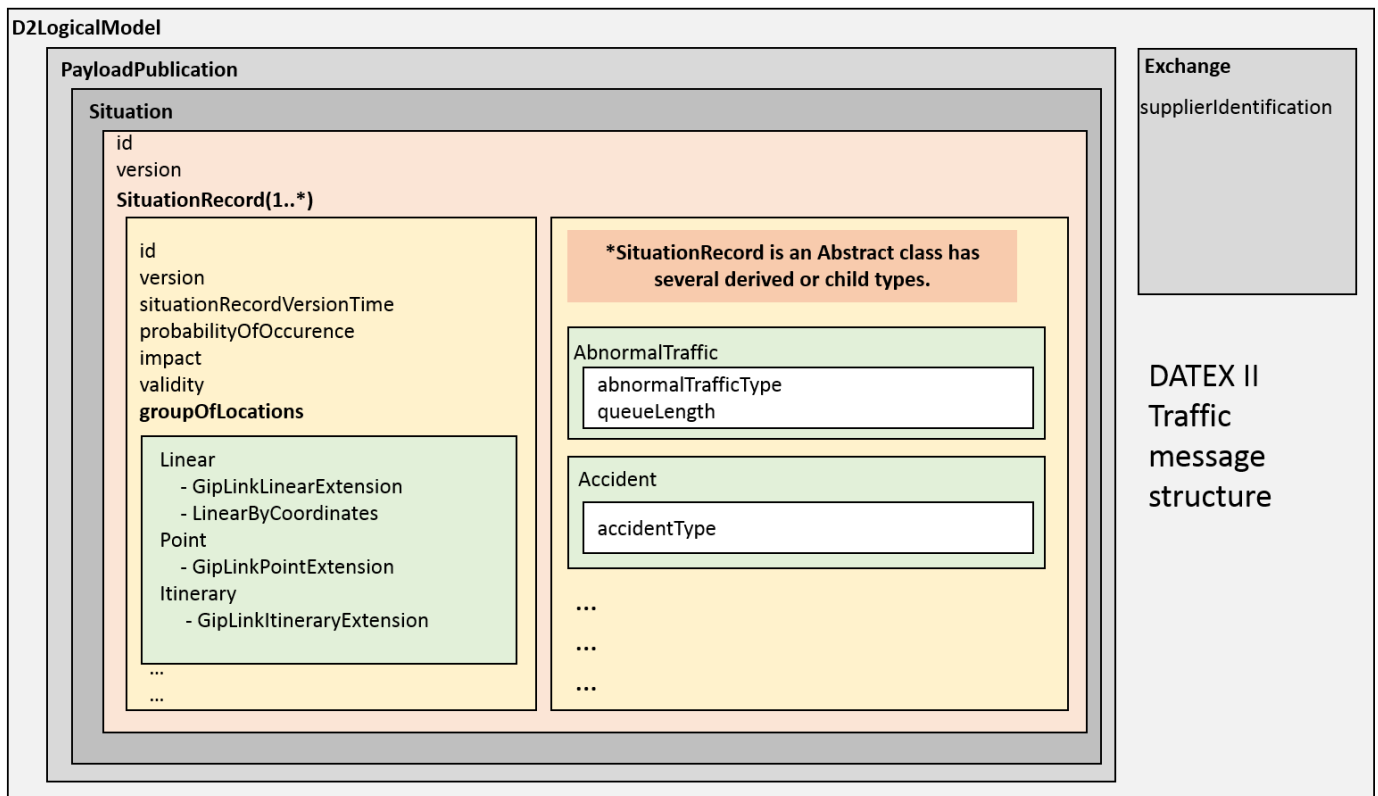 D2LogicalModel
PayloadPublication
Situation
id
version
SituationRecord(1..*)
id
version
situationRecordVersionTime
probabilityOfOccurence
impact
validity
groupOfLocations
Linear
- GipLinkLinearExtension
- LinearByCoordinates
Point
- GipLinkPointExtension
Itinerary
- GipLinkItineraryExtension
...
...
*SituationRecord is an Abstract class has
several derived or child types.
AbnormalTraffic
abnormalTrafficType
queueLength
Accident
accidentType
...
...
...
Exchange
supplierIdentification
DATEX II
Traffic
message
structure